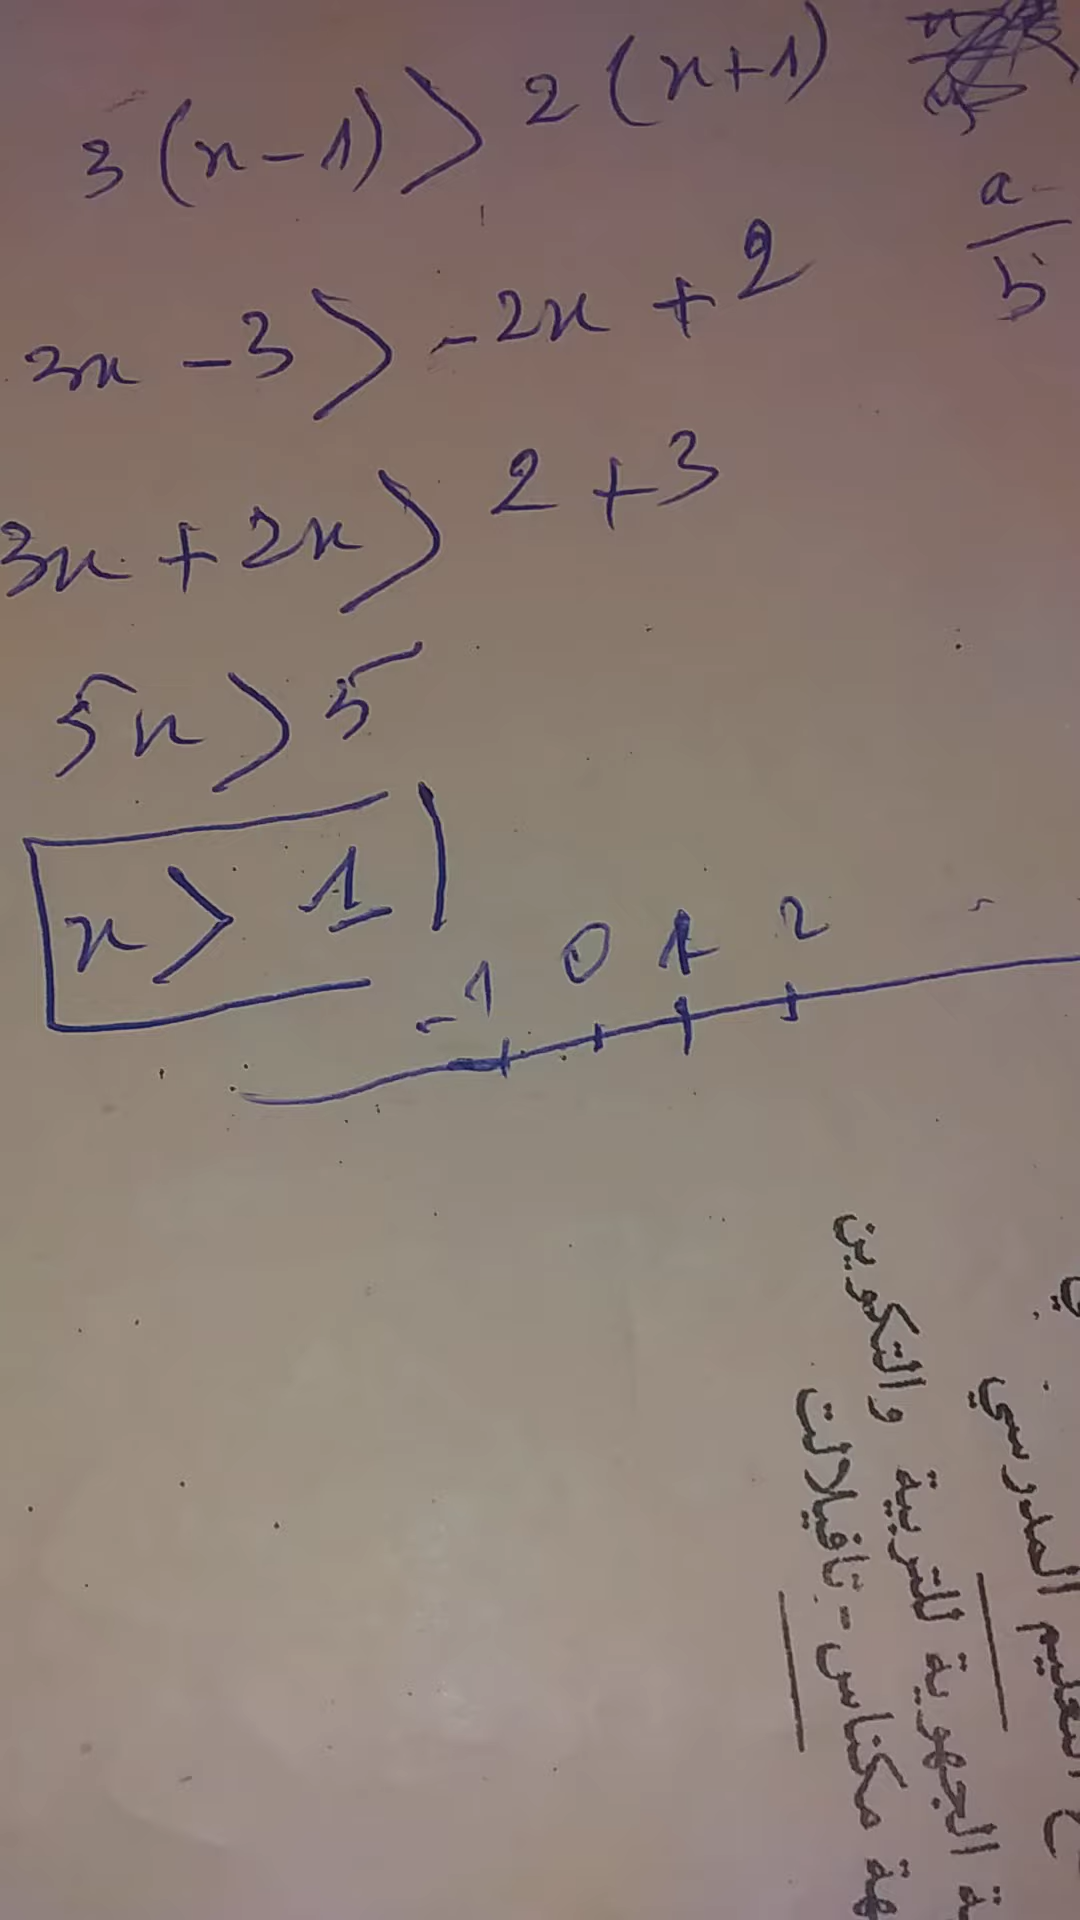 3(x-1) > 2(x+1)
a
b
3x - 3 > -2x + 2
3x + 2x > 2 + 3
5x > 5
x > 1
-1 0 1 2
المدرسي
التعليم
الجهوية للتربية والتكوين
مكناس - تافيلالت